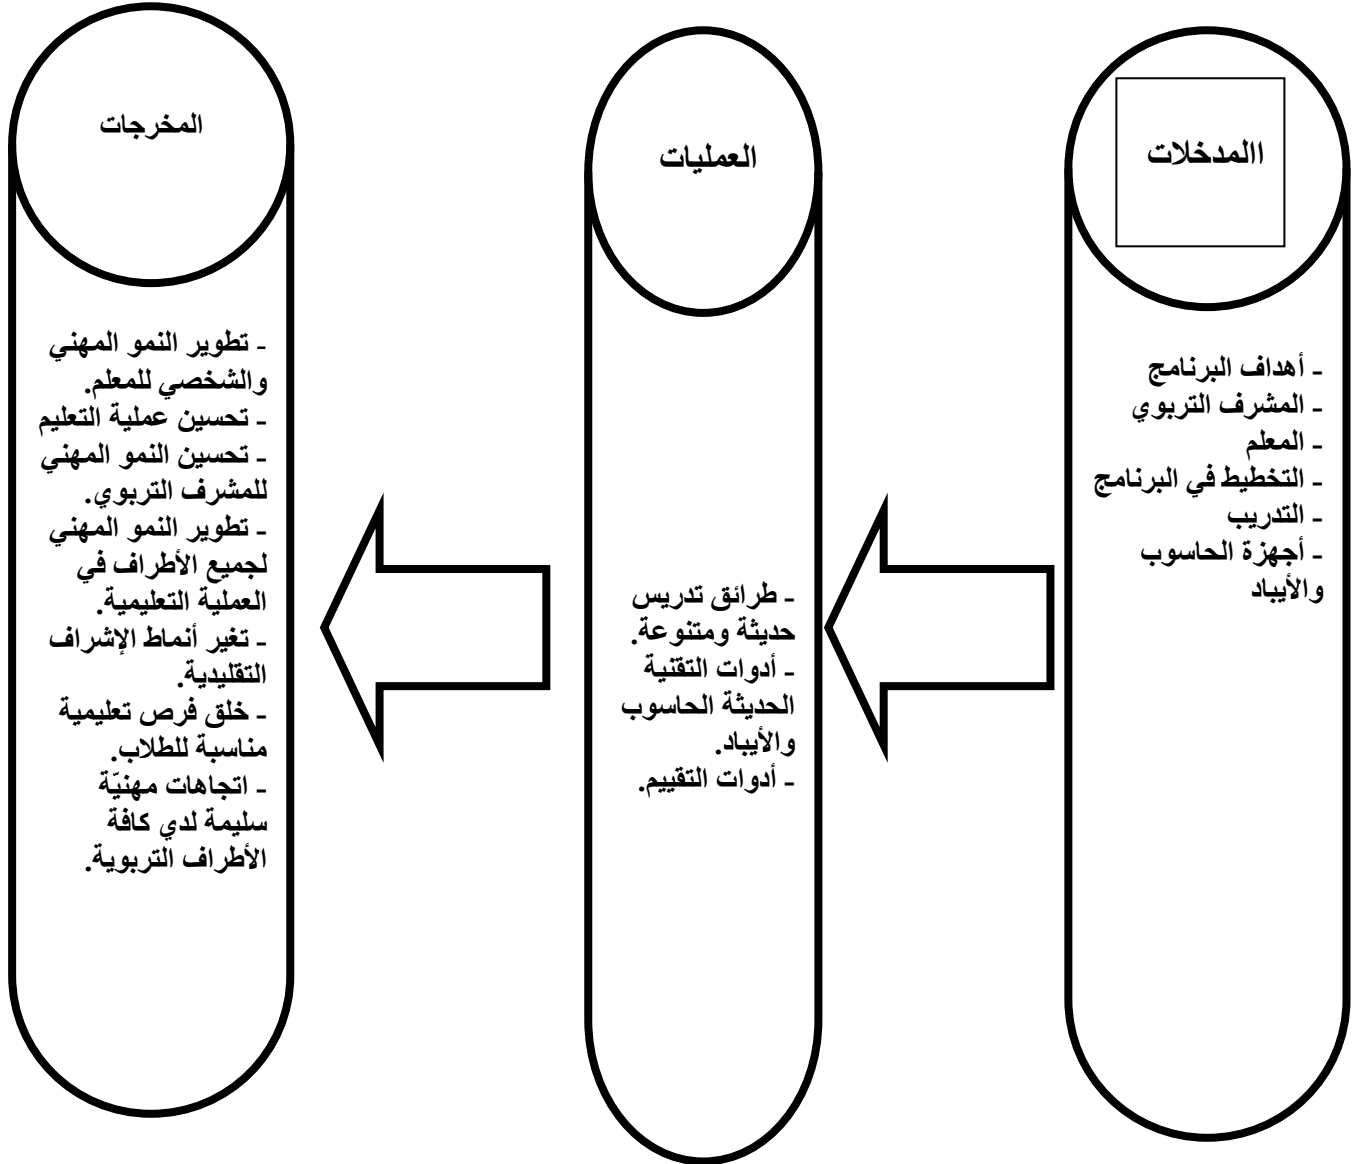 االمدخلات
- أهداف البرنامج
- المشرف التربوي
- المعلم
- التخطيط في البرنامج
- التدريب
- أجهزة الحاسوب
والأيباد
العمليات
- طرائق تدريس
حديثة ومتنوعة.
- أدوات التقنية
الحديثة الحاسوب
والأيباد.
- أدوات التقييم.
المخرجات
- تطوير النمو المهني
والشخصي للمعلم.
- تحسين عملية التعليم
- تحسين النمو المهني
للمشرف التربوي.
- تطوير النمو المهني
لجميع الأطراف في
العملية التعليمية.
- تغير أنماط الإشراف
التقليدية.
- خلق فرص تعليمية
مناسبة للطلاب.
- اتجاهات مهنيّة
سليمة لدي كافة
الأطراف التربوية.